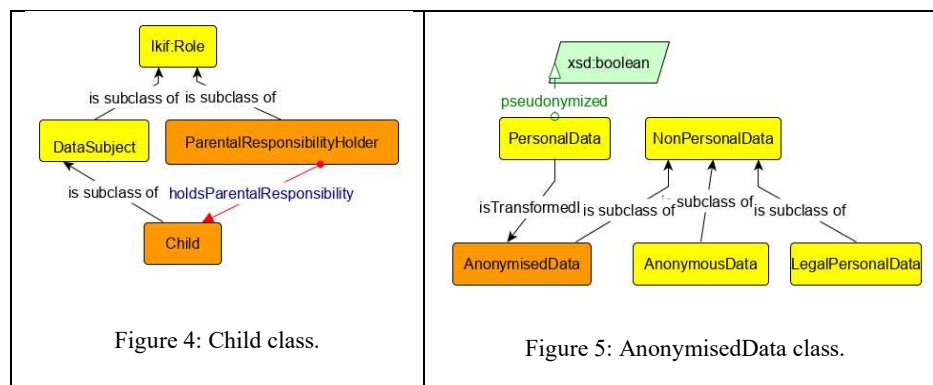 lkif:Role
is subclass of is subclass of
DataSubject
ParentalResponsibilityHolder
is subclass of
holdsParentalResponsibility
Child
Figure 4: Child class.
xsd:boolean
pseudonymized
PersonalData
NonPersonalData
isTransformedI
is subclass of
subclass of
is subclass of
AnonymisedData
AnonymousData
LegalPersonalData
Figure 5: AnonymisedData class.